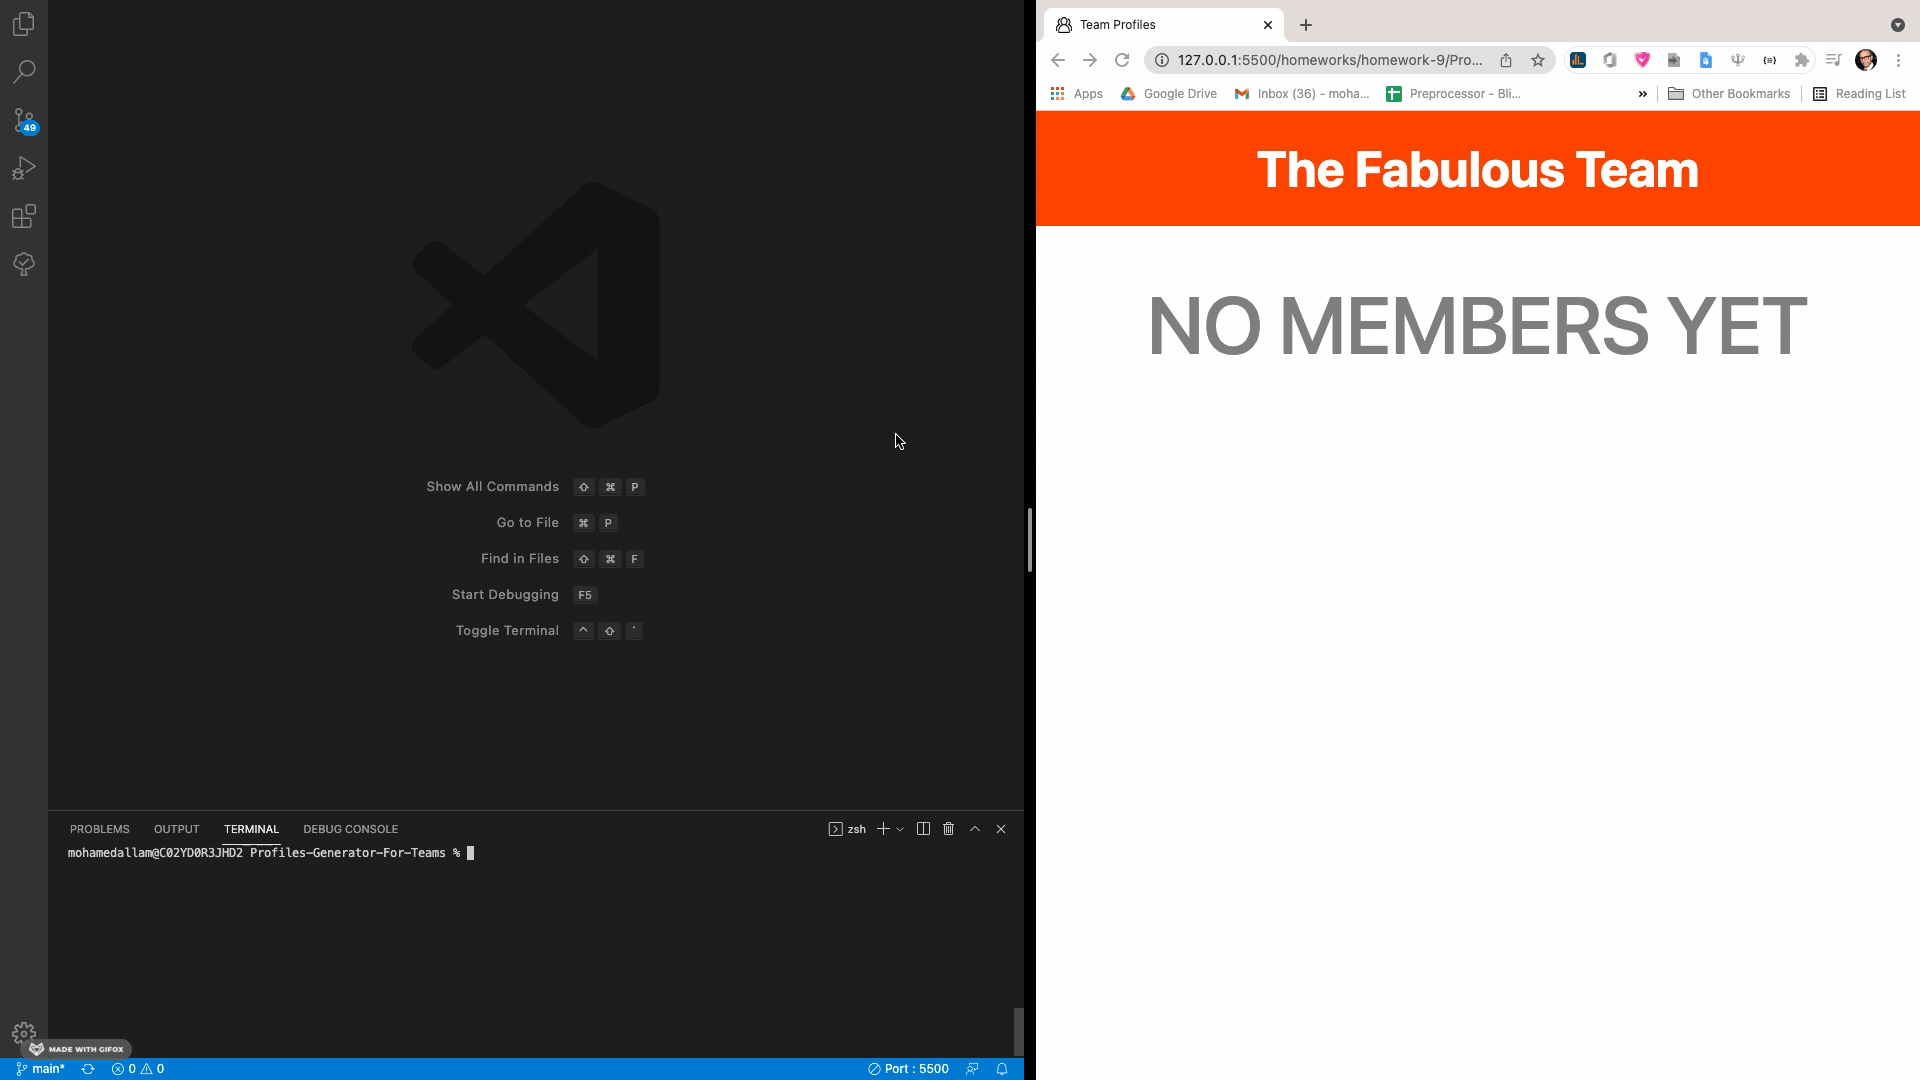 49
Show All Commands ⇧ ⌘ P
Go to File ⌘ P
Find in Files ⇧ ⌘ F
Start Debugging F5
Toggle Terminal ^ ⇧ '
PROBLEMS OUTPUT TERMINAL DEBUG CONSOLE
zsh
mohamedallam@C02YD0R3JHD2 Profiles-Generator-For-Teams %
MADE WITH GIFOX
main* 0 0 Port : 5500
Team Profiles
127.0.0.1:5500/homeworks/homework-9/Pro...
Apps Google Drive Inbox (36) - moha... Preprocessor - Bli... » Other Bookmarks Reading List
The Fabulous Team
NO MEMBERS YET